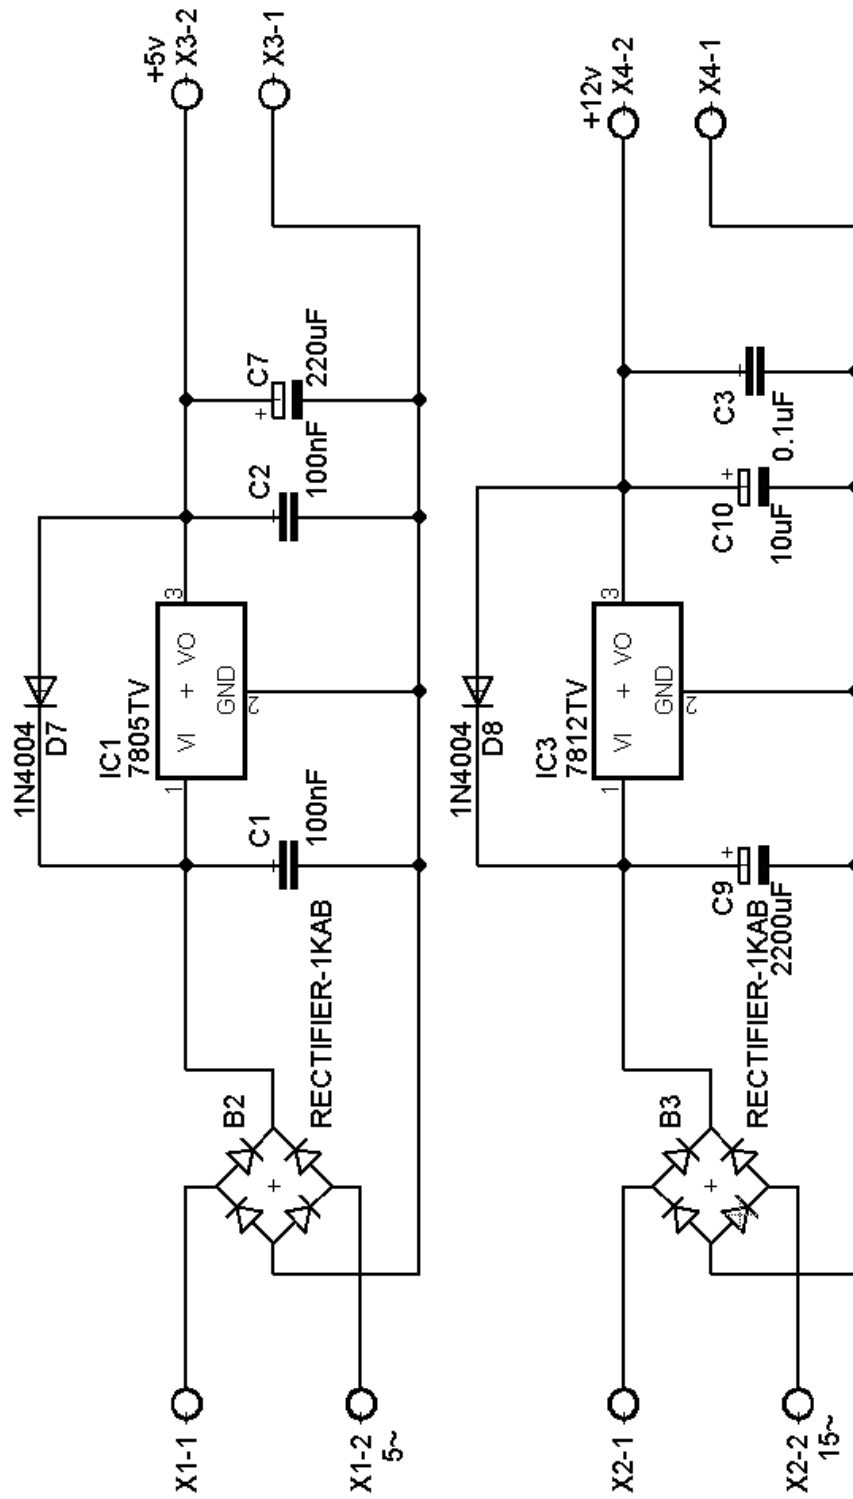 1N4004
D7
IC1
7805TV
1
VI
+
VO
3
GND
2
C1
100nF
C2
100nF
C7
+
220uF
+5v
X3-2
X3-1
B2
+
RECTIFIER-1KAB
X1-1
X1-2
5~
1N4004
D8
IC3
7812TV
1
VI
+
VO
3
GND
2
C9
+
2200uF
C10
+
10uF
C3
+
0.1uF
+12v
X4-2
X4-1
B3
+
RECTIFIER-1KAB
X2-1
X2-2
15~